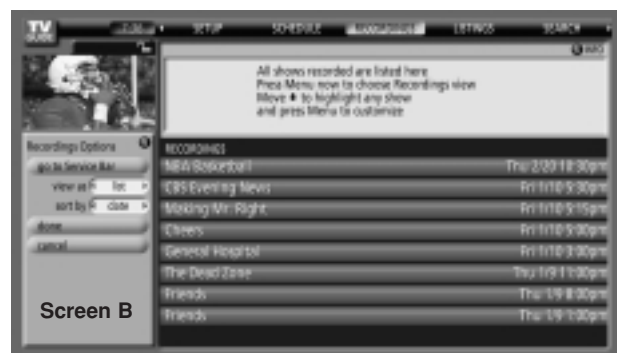 TV
GUIDE
SETUP SCHEDULE RECORDINGS LISTINGS SEARCH
INFO
All shows recorded are listed here
Press Menu now to choose Recordings view
Move to highlight any show
and press Menu to customize
Recordings Options
go to Service Bar
view as list
sort by date
done
cancel
Screen B
RECORDINGS
NBA Basketball Thu 2/20 10:30pm
CBS Evening News Fri 1/10 5:30pm
Making Mr. Right Fri 1/10 5:15pm
Cheers Fri 1/10 5:00pm
General Hospital Fri 1/10 3:00pm
The Dead Zone Thu 1/9 11:00pm
Friends Thu 1/9 8:00pm
Friends Thu 1/9 1:00pm